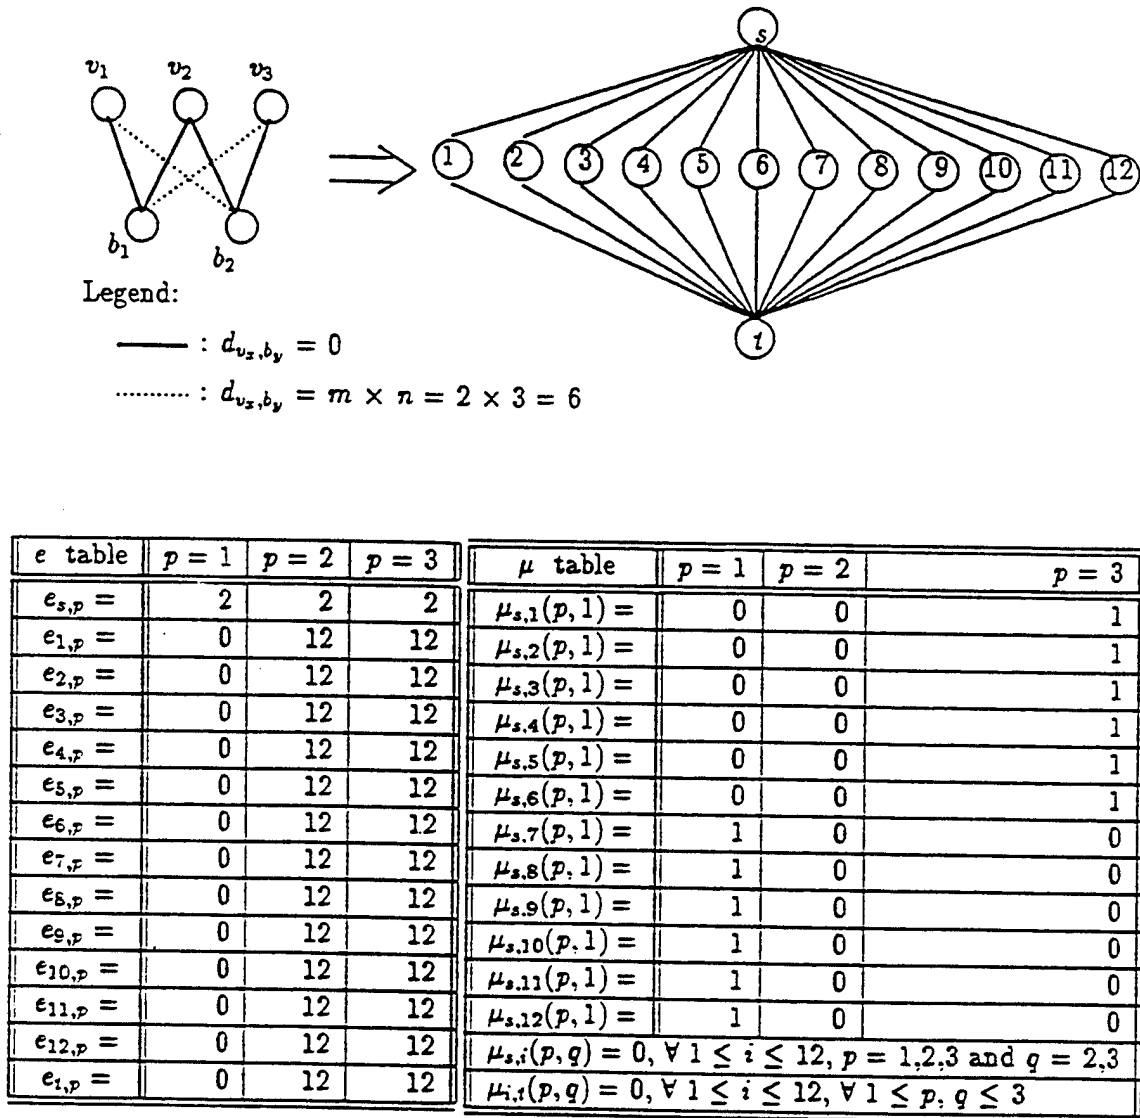 v₁ v₂ v₃
b₁ b₂
s
1 2 3 4 5 6 7 8 9 10 11 12
t
Legend:
—— : d_{v_x,b_y} = 0
.......... : d_{v_x,b_y} = m × n = 2 × 3 = 6
e table | p = 1 | p = 2 | p = 3
e_{s,p} = | 2 | 2 | 2
e_{1,p} = | 0 | 12 | 12
e_{2,p} = | 0 | 12 | 12
e_{3,p} = | 0 | 12 | 12
e_{4,p} = | 0 | 12 | 12
e_{5,p} = | 0 | 12 | 12
e_{6,p} = | 0 | 12 | 12
e_{7,p} = | 0 | 12 | 12
e_{8,p} = | 0 | 12 | 12
e_{9,p} = | 0 | 12 | 12
e_{10,p} = | 0 | 12 | 12
e_{11,p} = | 0 | 12 | 12
e_{12,p} = | 0 | 12 | 12
e_{t,p} = | 0 | 12 | 12
μ table | p = 1 | p = 2 | p = 3
μ_{s,1}(p, 1) = | 0 | 0 | 1
μ_{s,2}(p, 1) = | 0 | 0 | 1
μ_{s,3}(p, 1) = | 0 | 0 | 1
μ_{s,4}(p, 1) = | 0 | 0 | 1
μ_{s,5}(p, 1) = | 0 | 0 | 1
μ_{s,6}(p, 1) = | 0 | 0 | 1
μ_{s,7}(p, 1) = | 1 | 0 | 0
μ_{s,8}(p, 1) = | 1 | 0 | 0
μ_{s,9}(p, 1) = | 1 | 0 | 0
μ_{s,10}(p, 1) = | 1 | 0 | 0
μ_{s,11}(p, 1) = | 1 | 0 | 0
μ_{s,12}(p, 1) = | 1 | 0 | 0
μ_{s,i}(p, q) = 0, ∀ 1 ≤ i ≤ 12, p = 1,2,3 and q = 2,3
μ_{i,t}(p, q) = 0, ∀ 1 ≤ i ≤ 12, ∀ 1 ≤ p, q ≤ 3